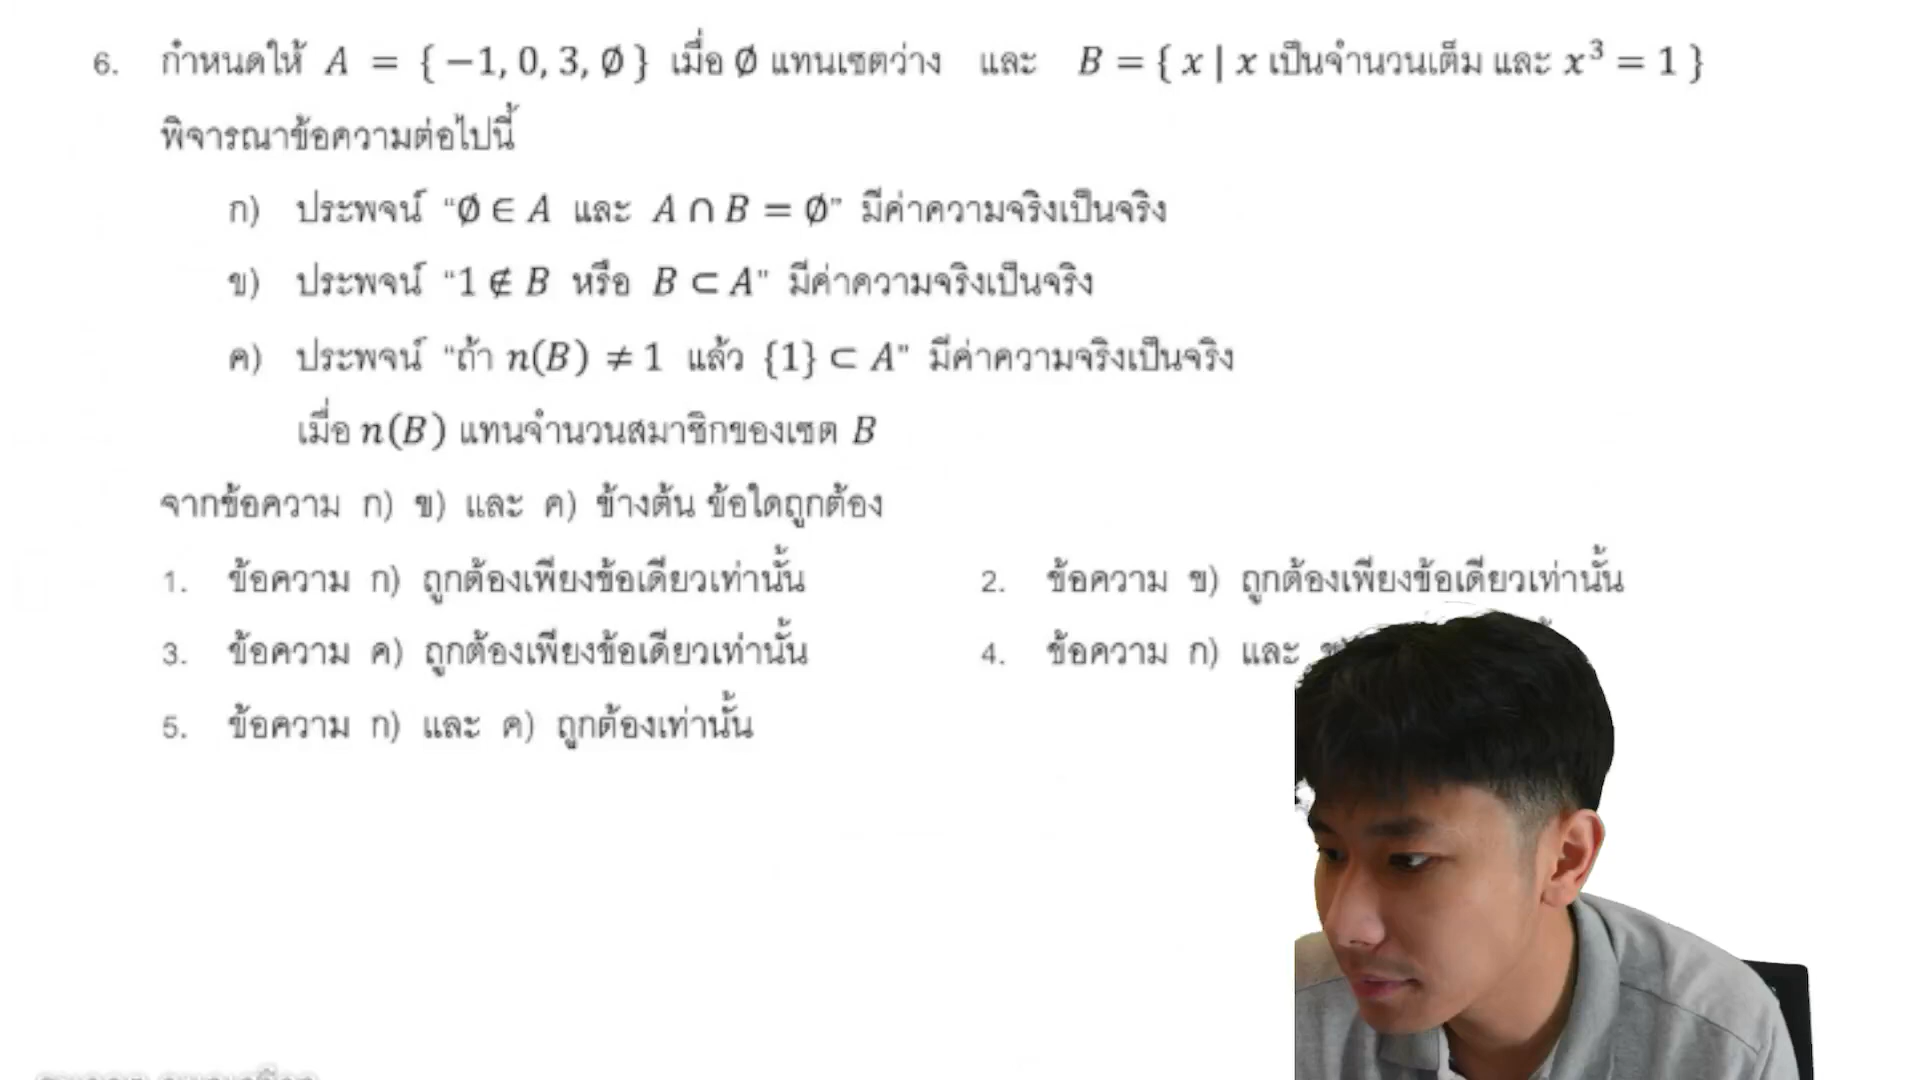 6. กำหนดให้ A = { −1, 0, 3, ∅ } เมื่อ ∅ แทนเซตว่าง และ B = { x | x เป็นจำนวนเต็ม และ x³ = 1 }
พิจารณาข้อความต่อไปนี้
ก) ประพจน์ “∅ ∈ A และ A ∩ B = ∅” มีค่าความจริงเป็นจริง
ข) ประพจน์ “1 ∉ B หรือ B ⊂ A” มีค่าความจริงเป็นจริง
ค) ประพจน์ “ถ้า n(B) ≠ 1 แล้ว {1} ⊂ A” มีค่าความจริงเป็นจริง
เมื่อ n(B) แทนจำนวนสมาชิกของเซต B
จากข้อความ ก) ข) และ ค) ข้างต้น ข้อใดถูกต้อง
1. ข้อความ ก) ถูกต้องเพียงข้อเดียวเท่านั้น
2. ข้อความ ข) ถูกต้องเพียงข้อเดียวเท่านั้น
3. ข้อความ ค) ถูกต้องเพียงข้อเดียวเท่านั้น
4. ข้อความ ก) และ
5. ข้อความ ก) และ ค) ถูกต้องเท่านั้น